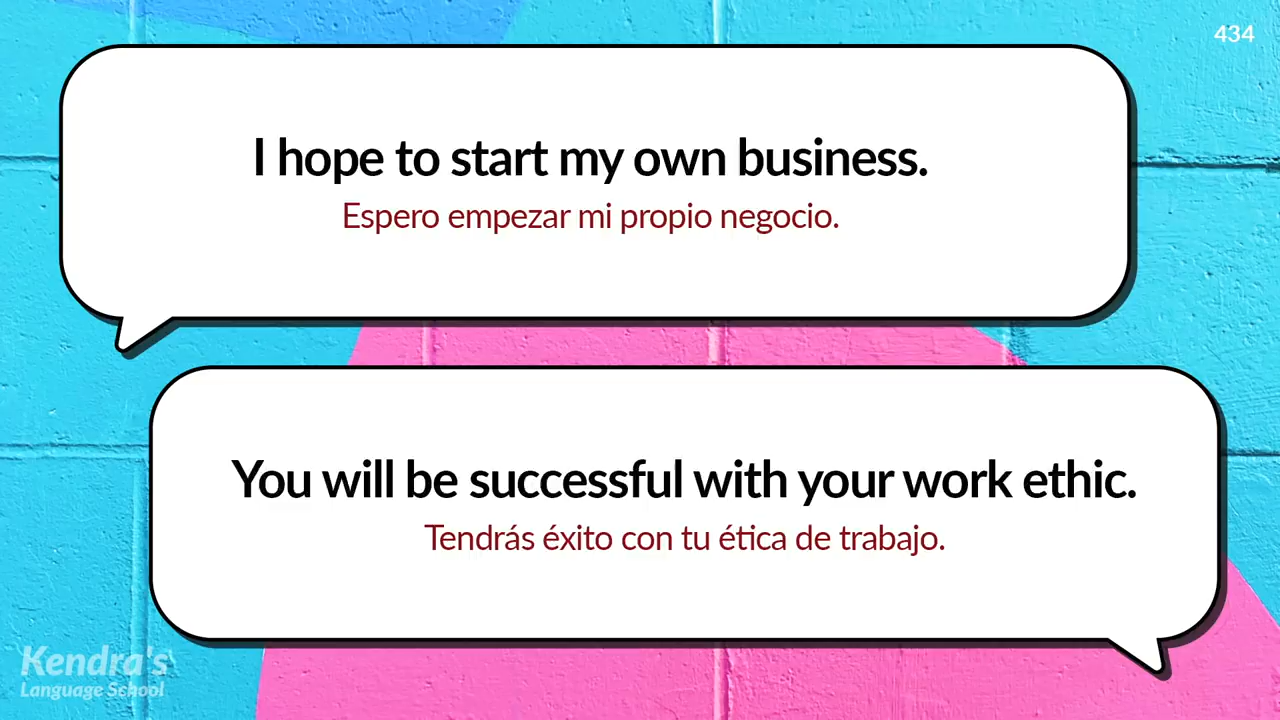 434
I hope to start my own business.
Espero empezar mi propio negocio.
You will be successful with your work ethic.
Tendrás éxito con tu ética de trabajo.
Kendra's
Language School